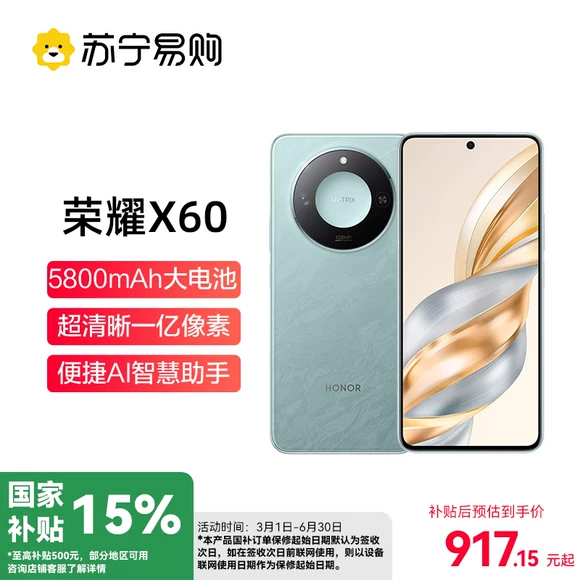 苏宁易购
荣耀X60
5800mAh大电池
超清晰一亿像素
便捷AI智慧助手
MATRIX
108MP
HONOR
国家
补贴
15%
*至高补贴500元，部分地区可用
咨询店铺客服了解详情
活动时间：3月1日-6月30日
*本产品国补订单保修起始日期默认为签收
次日，如在签收次日前联网使用，则以设备
联网使用日期作为保修起始日期。
补贴后预估到手价
917.15 元起